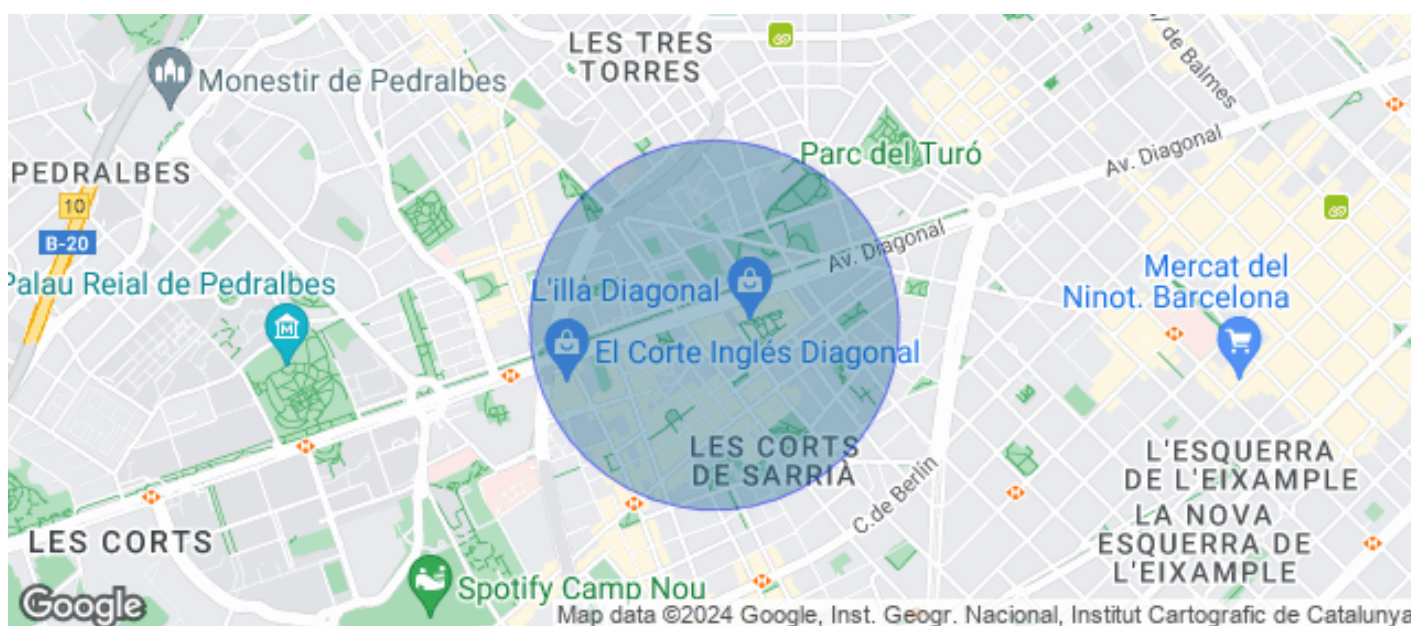 LES TRES
TORRES
/ de Balmes
Monestir de Pedralbes
Av. Diagonal
Parc del Turó
PEDRALBES
10
B-20
Av. Diagonal
Palau Reial de Pedralbes
L'illa Diagonal
Mercat del
Ninot. Barcelona
El Corte Inglés Diagonal
LES CORTS
DE SARRIÀ
L'ESQUERRA
DE L'EIXAMPLE
C. de Berlín
LA NOVA
ESQUERRA DE
L'EIXAMPLE
LES CORTS
Spotify Camp Nou
Google
Map data ©2024 Google, Inst. Geogr. Nacional, Institut Cartografic de Catalunya